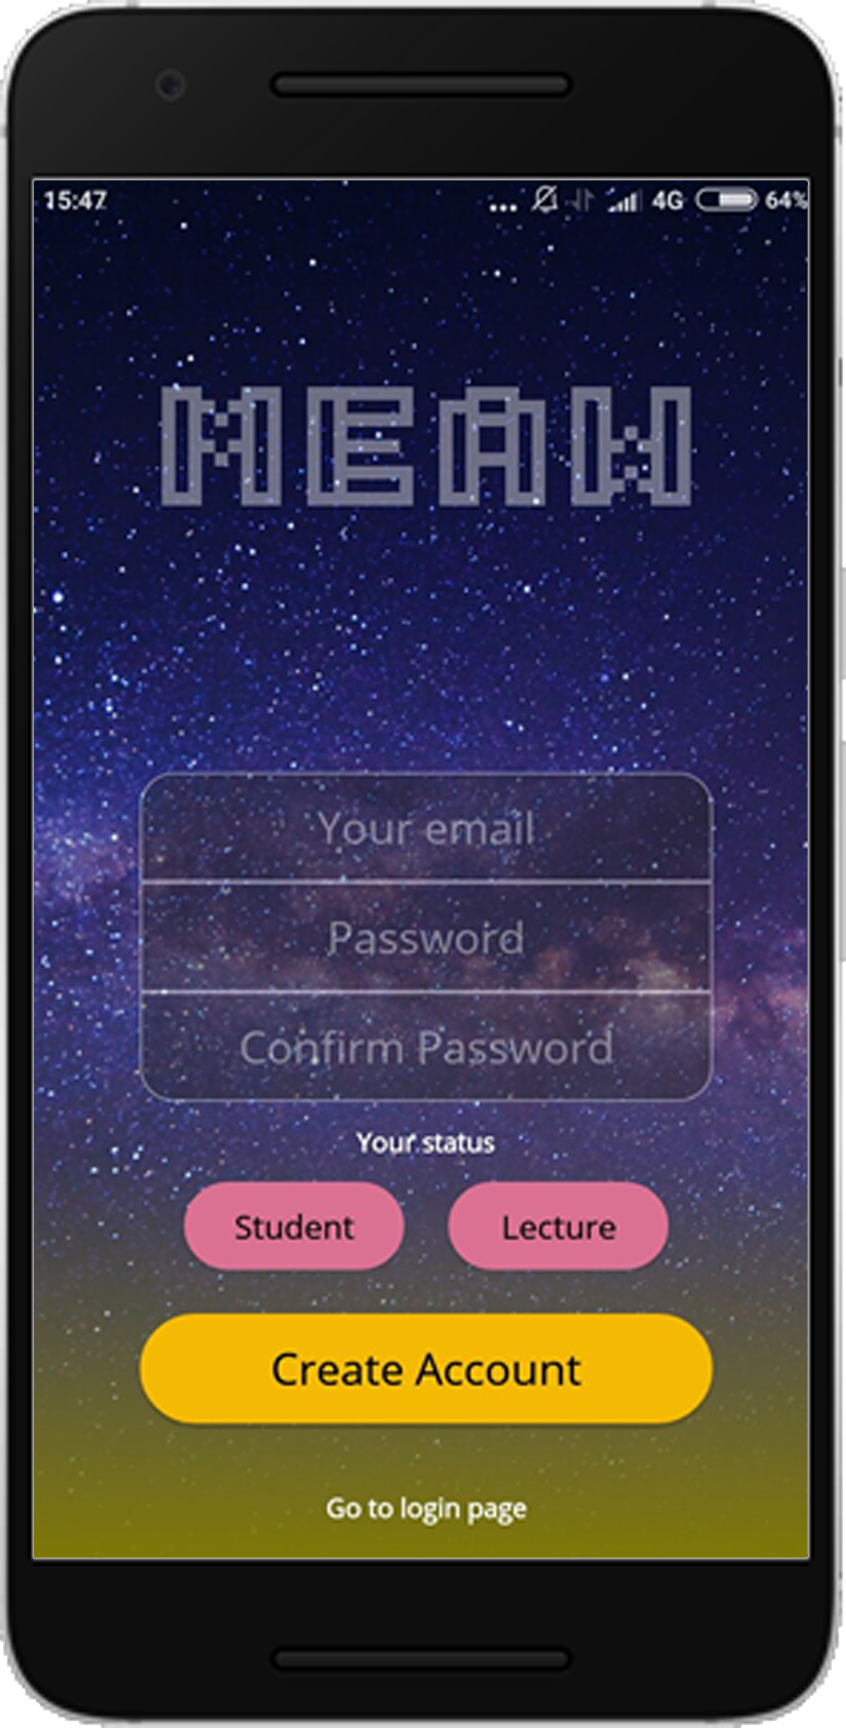 15:47 ... 4G 64%
MEAW
Your email
Password
Confirm Password
Your status
Student Lecture
Create Account
Go to login page